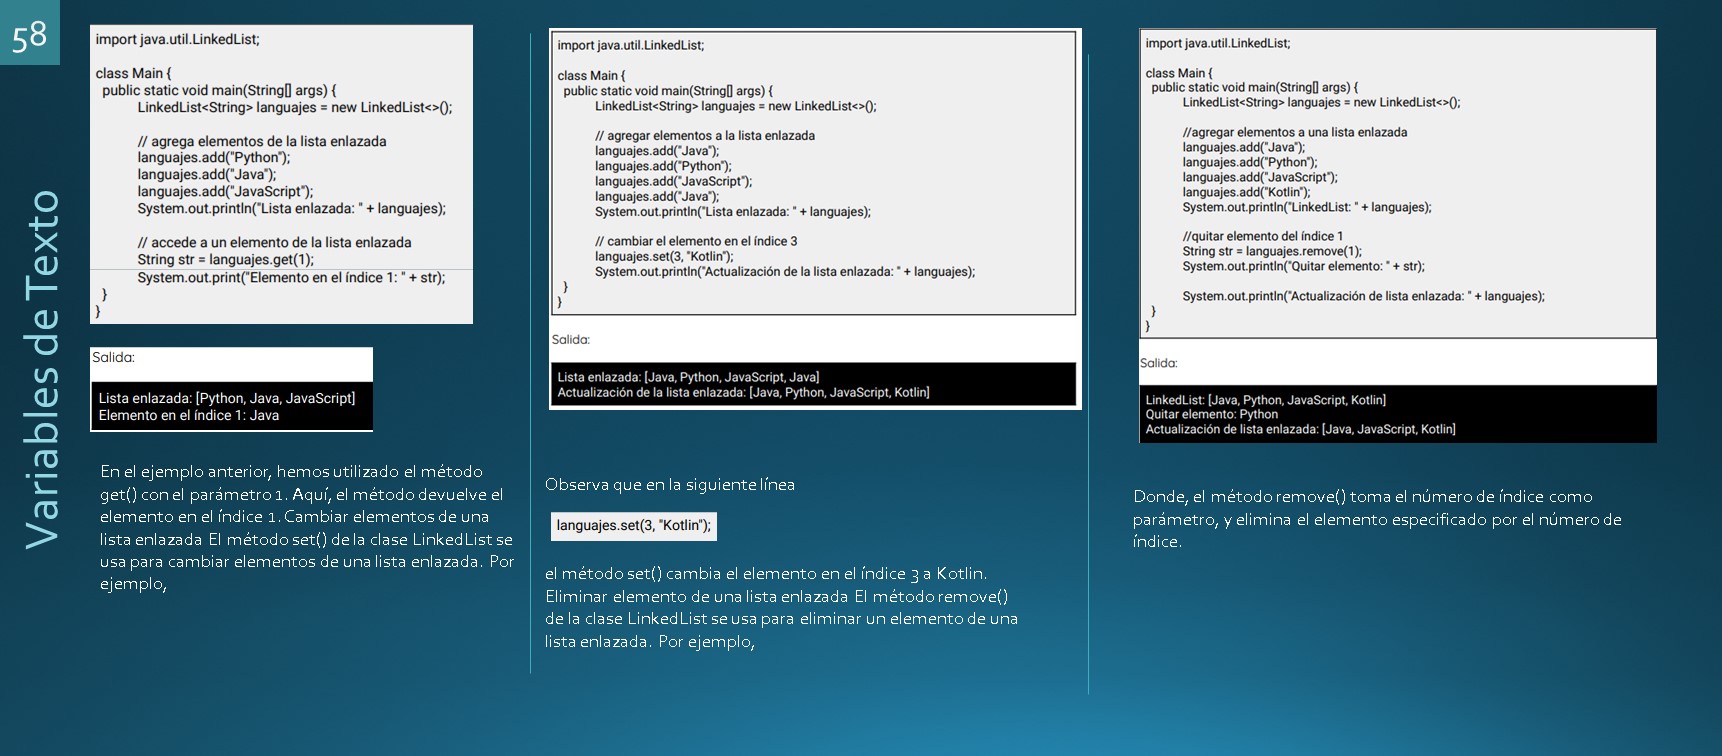 58
Variables de Texto
import java.util.LinkedList;
class Main {
public static void main(String[] args) {
LinkedList<String> languajes = new LinkedList<>();
// agrega elementos de la lista enlazada
languajes.add("Python");
languajes.add("Java");
languajes.add("JavaScript");
System.out.println("Lista enlazada: " + languajes);
// accede a un elemento de la lista enlazada
String str = languajes.get(1);
System.out.print("Elemento en el índice 1: " + str);
}
}
Salida:
Lista enlazada: [Python, Java, JavaScript]
Elemento en el índice 1: Java
En el ejemplo anterior, hemos utilizado el método
get() con el parámetro 1. Aquí, el método devuelve el
elemento en el índice 1. Cambiar elementos de una
lista enlazada El método set() de la clase LinkedList se
usa para cambiar elementos de una lista enlazada. Por
ejemplo,
import java.util.LinkedList;
class Main {
public static void main(String[] args) {
LinkedList<String> languajes = new LinkedList<>();
// agregar elementos a la lista enlazada
languajes.add("Java");
languajes.add("Python");
languajes.add("JavaScript");
languajes.add("Java");
System.out.println("Lista enlazada: " + languajes);
// cambiar el elemento en el índice 3
languajes.set(3, "Kotlin");
System.out.println("Actualización de la lista enlazada: " + languajes);
}
}
Salida:
Lista enlazada: [Java, Python, JavaScript, Java]
Actualización de la lista enlazada: [Java, Python, JavaScript, Kotlin]
Observa que en la siguiente línea
languajes.set(3, "Kotlin");
el método set() cambia el elemento en el índice 3 a Kotlin.
Eliminar elemento de una lista enlazada El método remove()
de la clase LinkedList se usa para eliminar un elemento de una
lista enlazada. Por ejemplo,
import java.util.LinkedList;
class Main {
public static void main(String[] args) {
LinkedList<String> languajes = new LinkedList<>();
//agregar elementos a una lista enlazada
languajes.add("Java");
languajes.add("Python");
languajes.add("JavaScript");
languajes.add("Kotlin");
System.out.println("LinkedList: " + languajes);
//quitar elemento del índice 1
String str = languajes.remove(1);
System.out.println("Quitar elemento: " + str);
System.out.println("Actualización de lista enlazada: " + languajes);
}
}
Salida:
LinkedList: [Java, Python, JavaScript, Kotlin]
Quitar elemento: Python
Actualización de lista enlazada: [Java, JavaScript, Kotlin]
Donde, el método remove() toma el número de índice como
parámetro, y elimina el elemento especificado por el número de
índice.